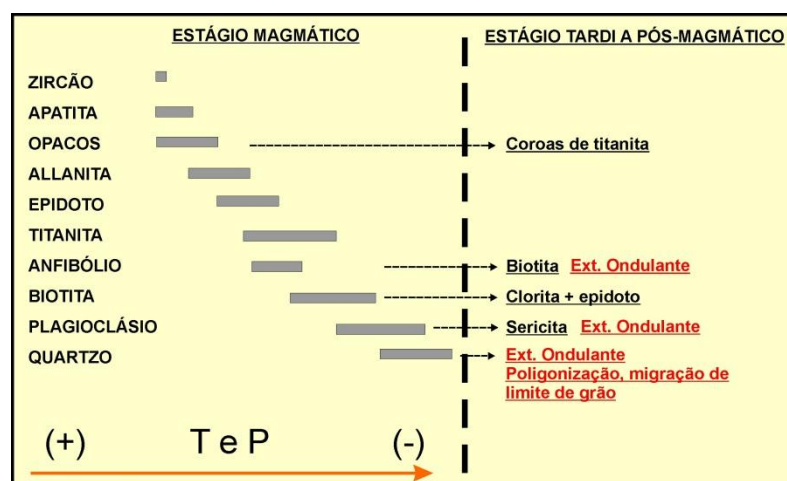 ESTÁGIO MAGMÁTICO ESTÁGIO TARDI A PÓS-MAGMÁTICO
ZIRCÃO
APATITA
OPACOS Coroas de titanita
ALLANITA
EPIDOTO
TITANITA
ANFIBÓLIO Biotita Ext. Ondulante
BIOTITA Clorita + epidoto
PLAGIOCLÁSIO Sericita Ext. Ondulante
QUARTZO Ext. Ondulante
Poligonização, migração de
limite de grão
(+) T e P (-)